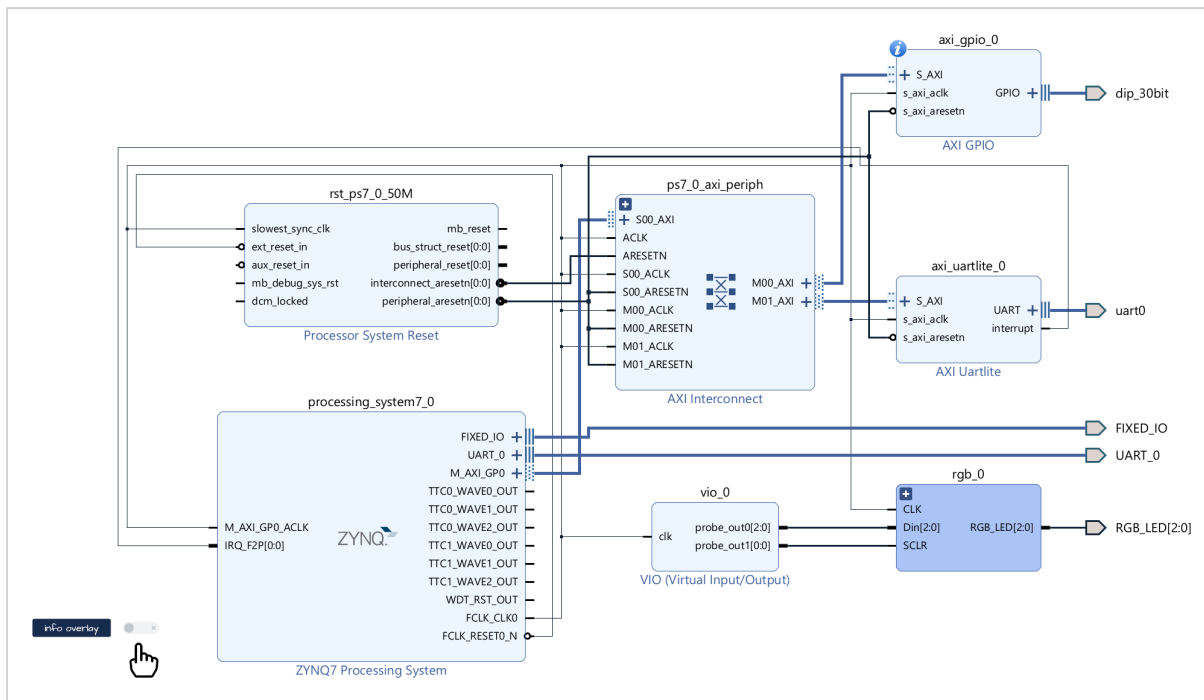 axi_gpio_0
i
S_AXI
s_axi_aclk
s_axi_aresetn
GPIO
dip_30bit
AXI GPIO
rst_ps7_0_50M
slowest_sync_clk
ext_reset_in
aux_reset_in
mb_debug_sys_rst
dcm_locked
mb_reset
bus_struct_reset[0:0]
peripheral_reset[0:0]
interconnect_aresetn[0:0]
peripheral_aresetn[0:0]
Processor System Reset
ps7_0_axi_periph
S00_AXI
ACLK
ARESETN
S00_ACLK
S00_ARESETN
M00_ACLK
M00_ARESETN
M01_ACLK
M01_ARESETN
M00_AXI
M01_AXI
AXI Interconnect
axi_uartlite_0
S_AXI
s_axi_aclk
s_axi_aresetn
UART
interrupt
uart0
AXI Uartlite
processing_system7_0
M_AXI_GP0_ACLK
IRQ_F2P[0:0]
ZYNQ
FIXED_IO
UART_0
M_AXI_GP0
TTC0_WAVE0_OUT
TTC0_WAVE1_OUT
TTC0_WAVE2_OUT
TTC1_WAVE0_OUT
TTC1_WAVE1_OUT
TTC1_WAVE2_OUT
WDT_RST_OUT
FCLK_CLK0
FCLK_RESET0_N
ZYNQ7 Processing System
FIXED_IO
UART_0
vio_0
clk
probe_out0[2:0]
probe_out1[0:0]
VIO (Virtual Input/Output)
rgb_0
CLK
Din[2:0]
SCLR
RGB_LED[2:0]
RGB_LED[2:0]
info overlay